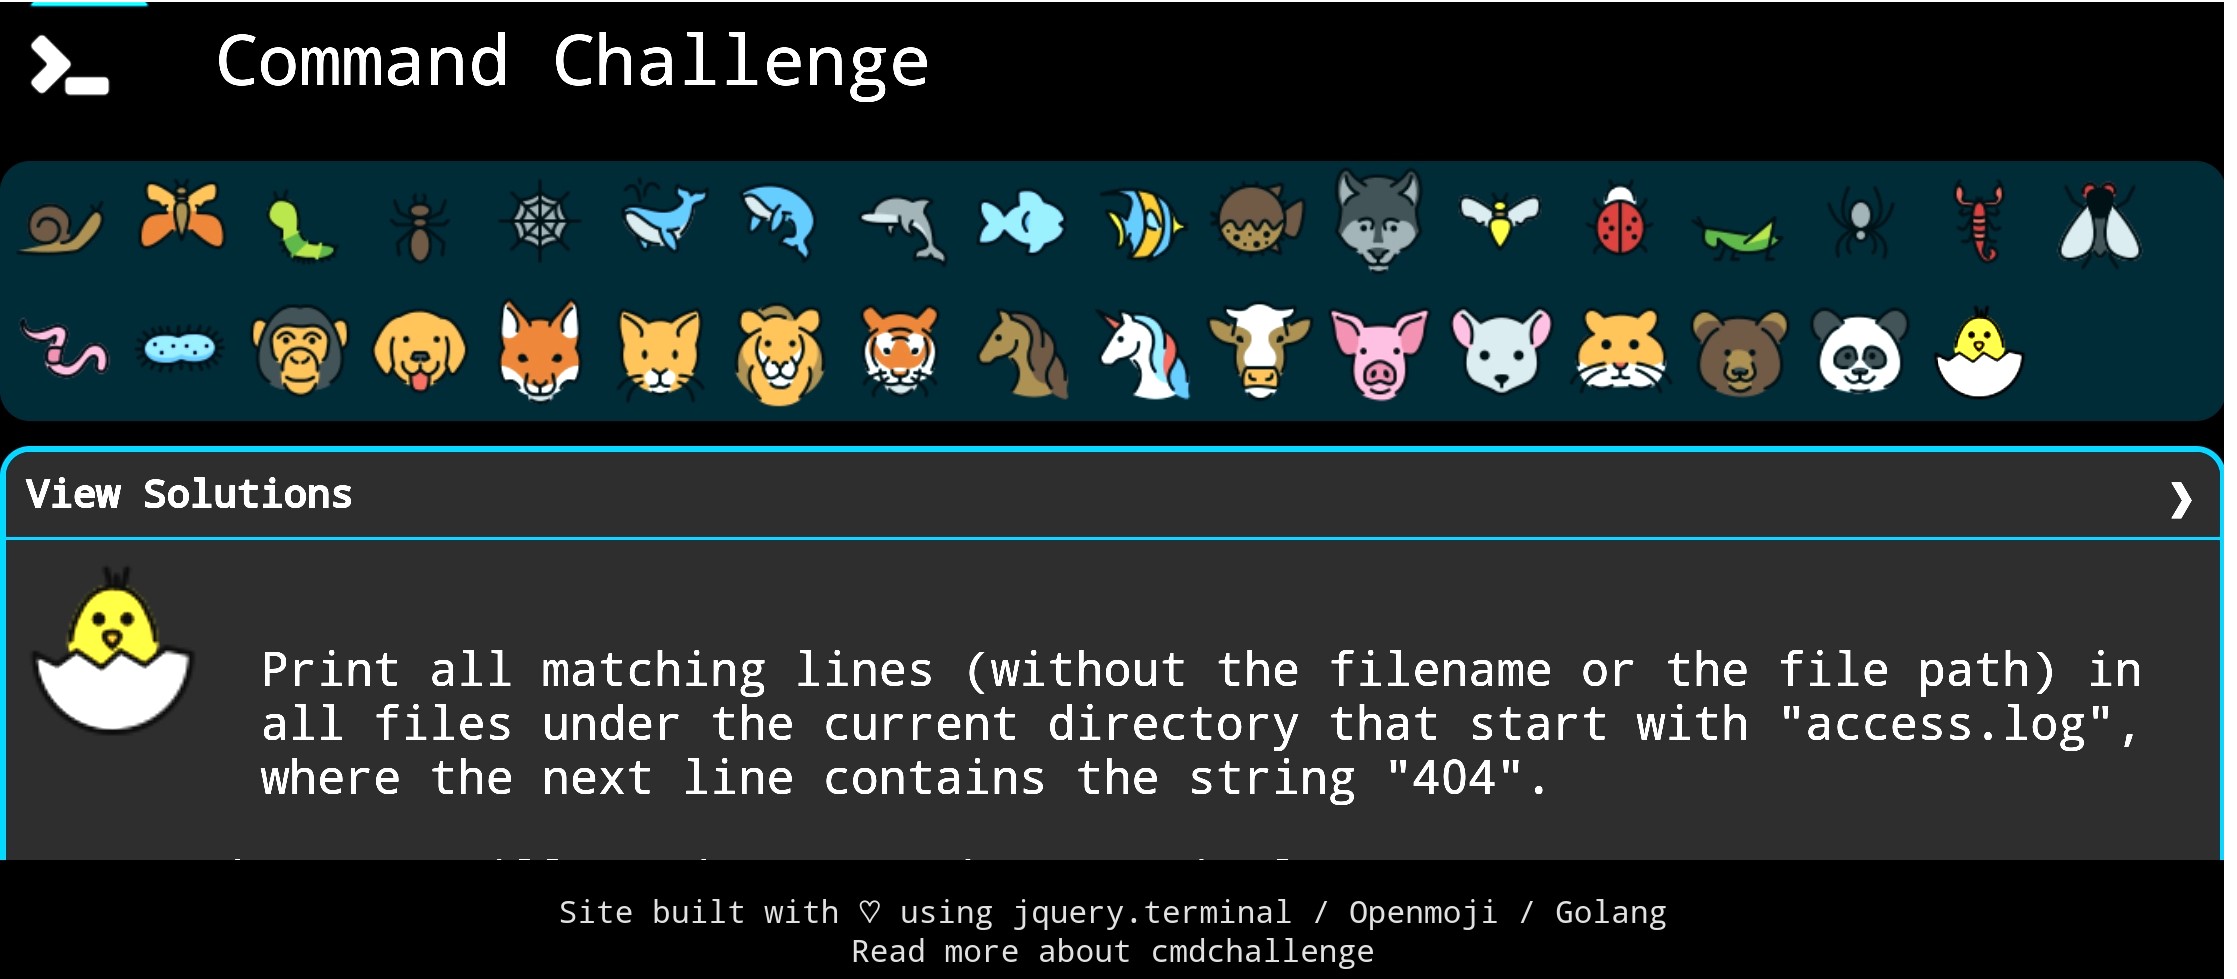 Command Challenge
View Solutions
Print all matching lines (without the filename or the file path) in
all files under the current directory that start with "access.log",
where the next line contains the string "404".
Site built with ♡ using jquery.terminal / Openmoji / Golang
Read more about cmdchallenge